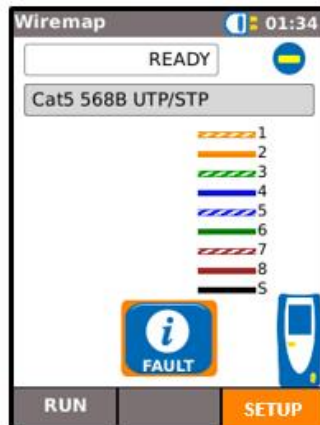 Wiremap 01:34
READY
Cat5 568B UTP/STP
1
2
3
4
5
6
7
8
S
i
FAULT
RUN SETUP